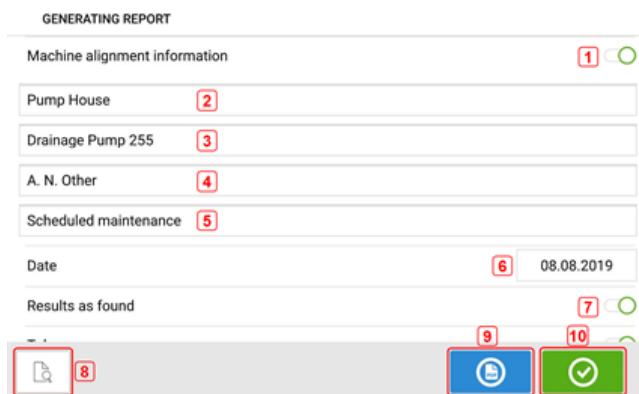 GENERATING REPORT
Machine alignment information 1
Pump House 2
Drainage Pump 255 3
A. N. Other 4
Scheduled maintenance 5
Date 6 08.08.2019
Results as found 7
9 10
8
PDF